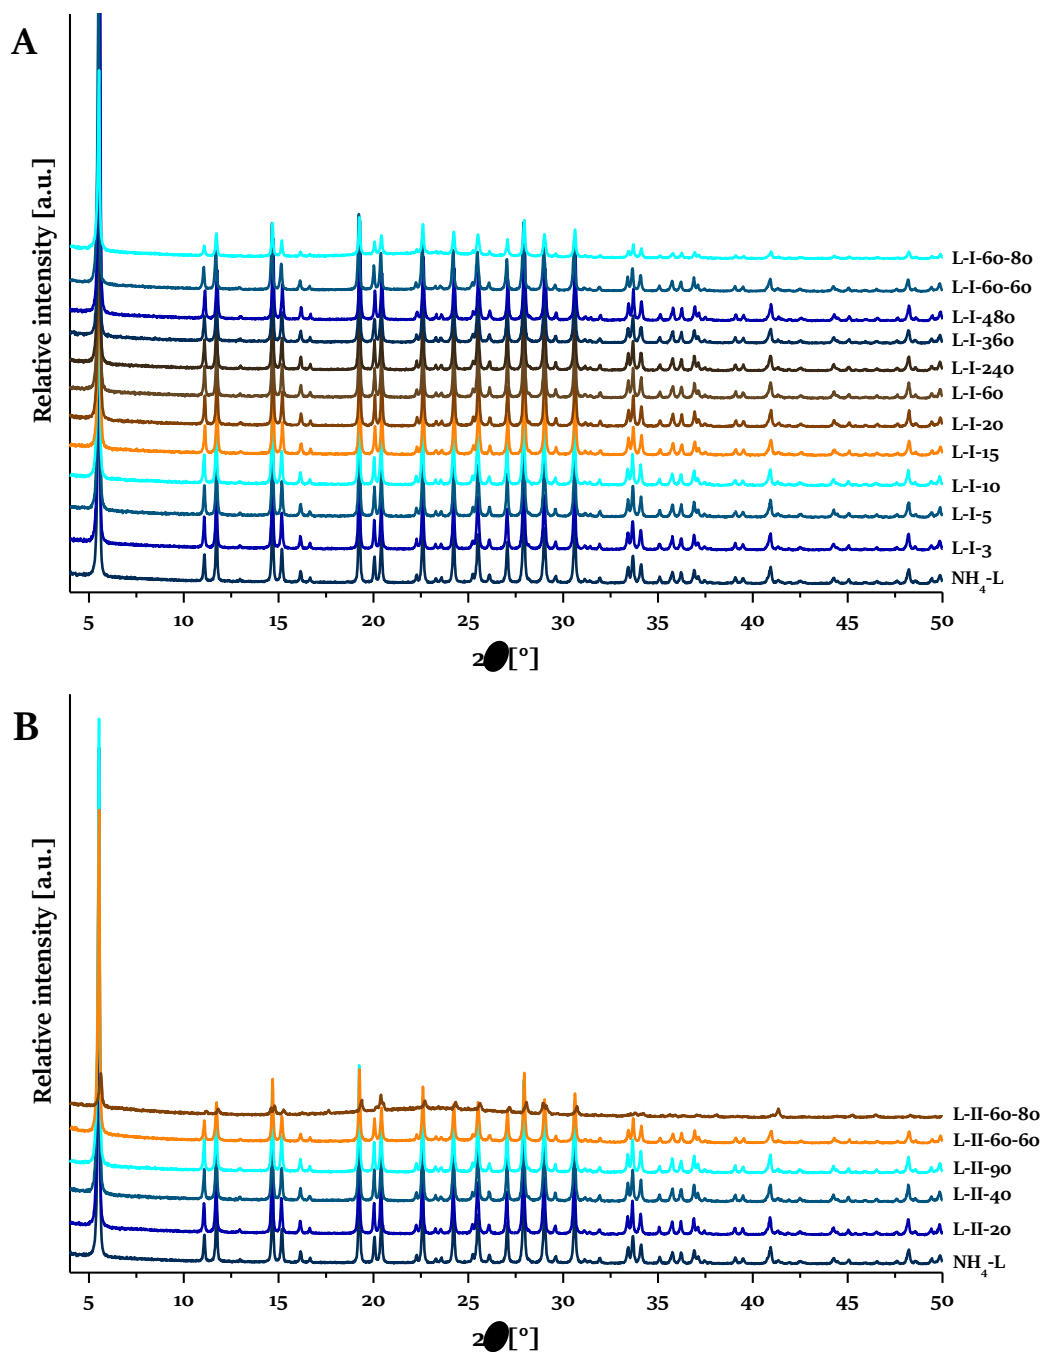 A
Relative intensity [a.u.]
L-I-60-80
L-I-60-60
L-I-480
L-I-360
L-I-240
L-I-60
L-I-20
L-I-15
L-I-10
L-I-5
L-I-3
NH₄-L
5 10 15 20 25 30 35 40 45 50
2 [°]
B
Relative intensity [a.u.]
L-II-60-80
L-II-60-60
L-II-90
L-II-40
L-II-20
NH₄-L
5 10 15 20 25 30 35 40 45 50
2 [°]